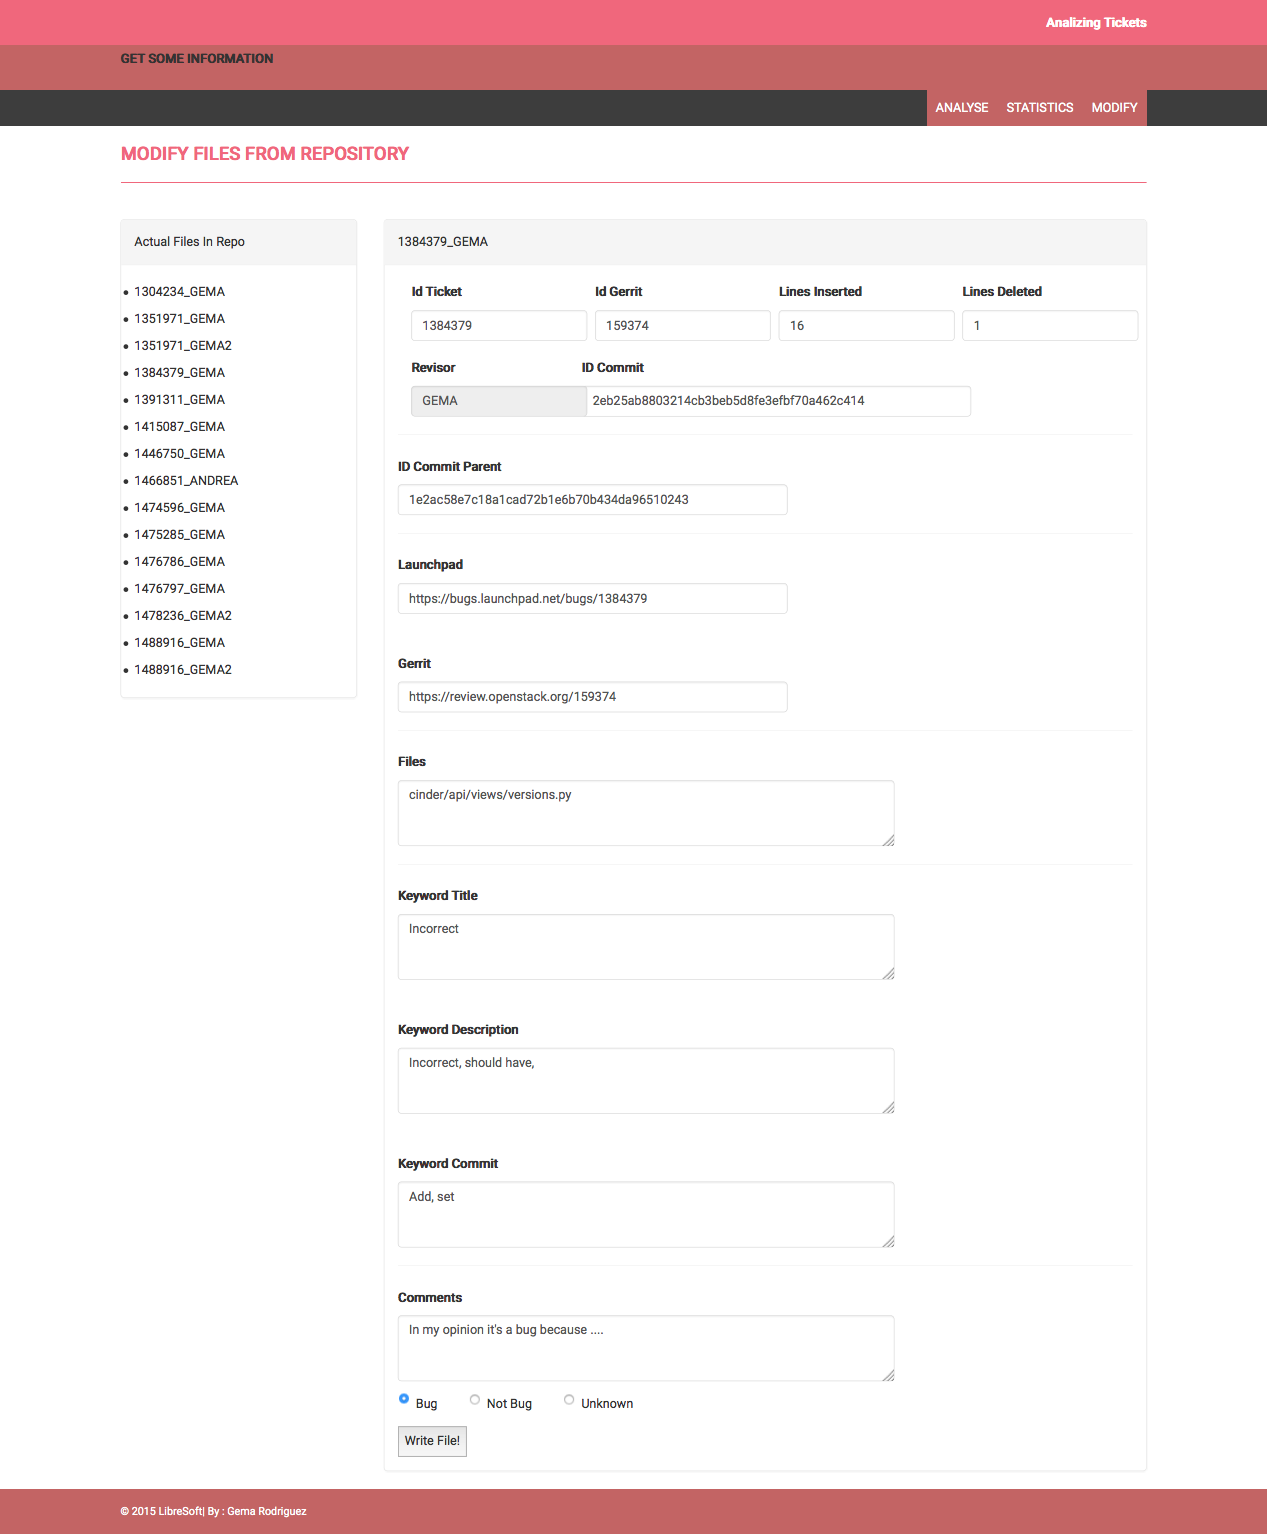 Analizing Tickets
GET SOME INFORMATION
ANALYSE STATISTICS MODIFY
MODIFY FILES FROM REPOSITORY
Actual Files In Repo
1304234_GEMA
1351971_GEMA
1351971_GEMA2
1384379_GEMA
1391311_GEMA
1415087_GEMA
1446750_GEMA
1466851_ANDREA
1474596_GEMA
1475285_GEMA
1476786_GEMA
1476797_GEMA
1478236_GEMA2
1488916_GEMA
1488916_GEMA2
1384379_GEMA
Id Ticket Id Gerrit Lines Inserted Lines Deleted
1384379 159374 16 1
Revisor ID Commit
GEMA 2eb25ab8803214cb3beb5d8fe3efbf70a462c414
ID Commit Parent
1e2ac58e7c18a1cad72b1e6b70b434da96510243
Launchpad
https://bugs.launchpad.net/bugs/1384379
Gerrit
https://review.openstack.org/159374
Files
cinder/api/views/versions.py
Keyword Title
Incorrect
Keyword Description
Incorrect, should have,
Keyword Commit
Add, set
Comments
In my opinion it's a bug because ....
Bug Not Bug Unknown
Write File!
© 2015 LibreSoft| By : Gema Rodriguez